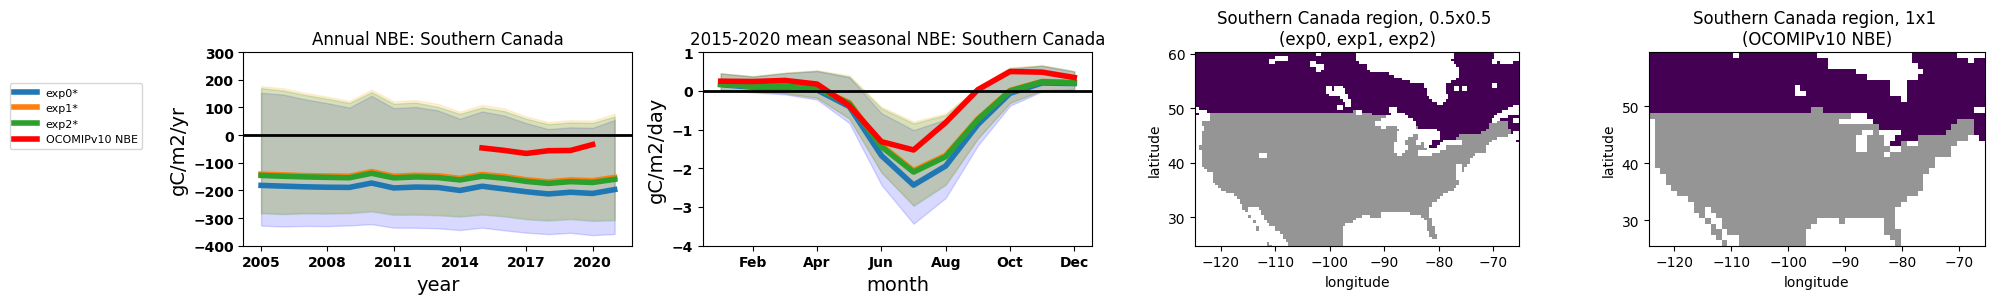 exp0*
exp1*
exp2*
OCOMIPv10 NBE
Annual NBE: Southern Canada
gC/m2/yr
300
200
100
0
−100
−200
−300
−400
2005
2008
2011
2014
2017
2020
year
2015-2020 mean seasonal NBE: Southern Canada
gC/m2/day
1
0
−1
−2
−3
−4
Feb
Apr
Jun
Aug
Oct
Dec
month
Southern Canada region, 0.5x0.5
(exp0, exp1, exp2)
latitude
60
50
40
30
−120
−110
−100
−90
−80
−70
longitude
Southern Canada region, 1x1
(OCOMIPv10 NBE)
latitude
50
40
30
−120
−110
−100
−90
−80
−70
longitude